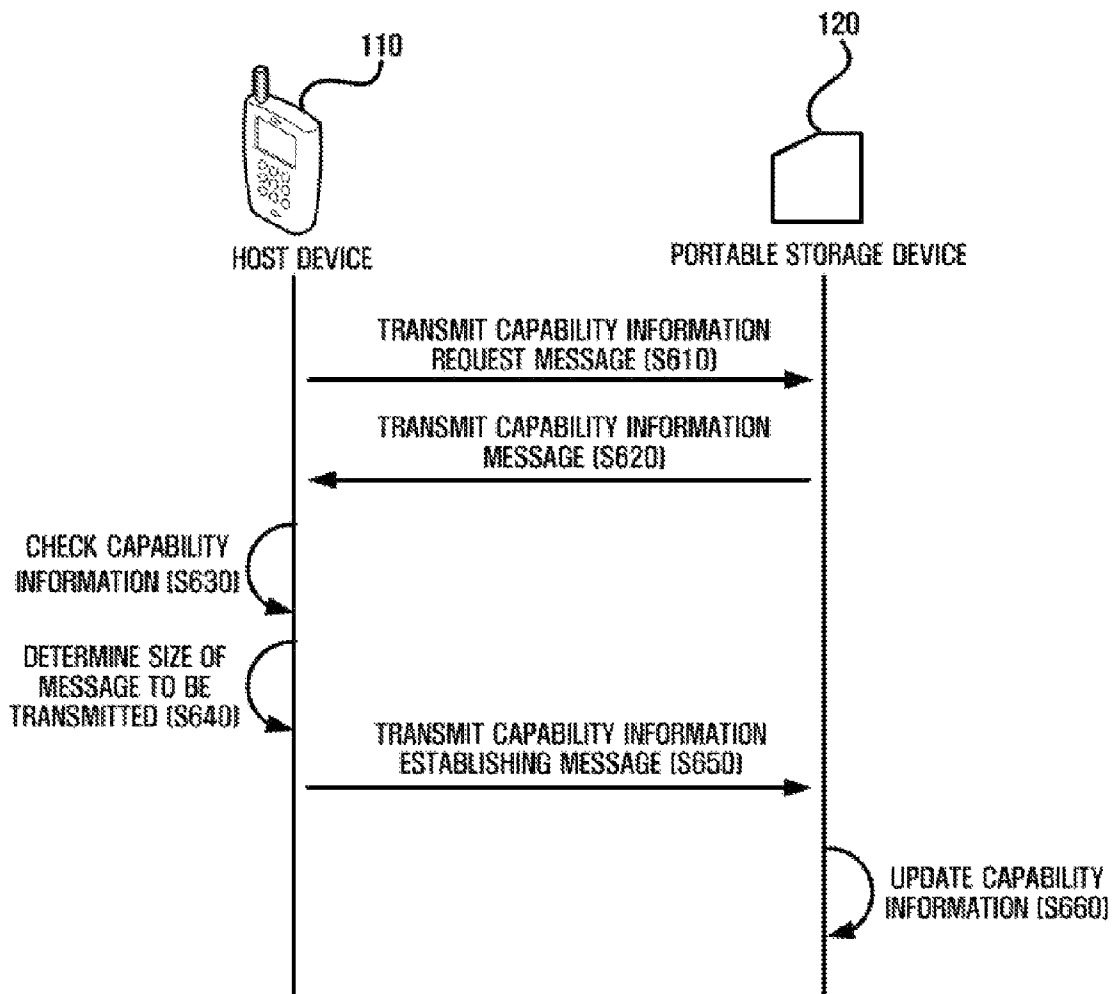 110
120
HOST DEVICE
PORTABLE STORAGE DEVICE
TRANSMIT CAPABILITY INFORMATION
REQUEST MESSAGE (S610)
TRANSMIT CAPABILITY INFORMATION
MESSAGE (S620)
CHECK CAPABILITY
INFORMATION (S630)
DETERMINE SIZE OF
MESSAGE TO BE
TRANSMITTED (S640)
TRANSMIT CAPABILITY INFORMATION
ESTABLISHING MESSAGE (S650)
UPDATE CAPABILITY
INFORMATION (S660)